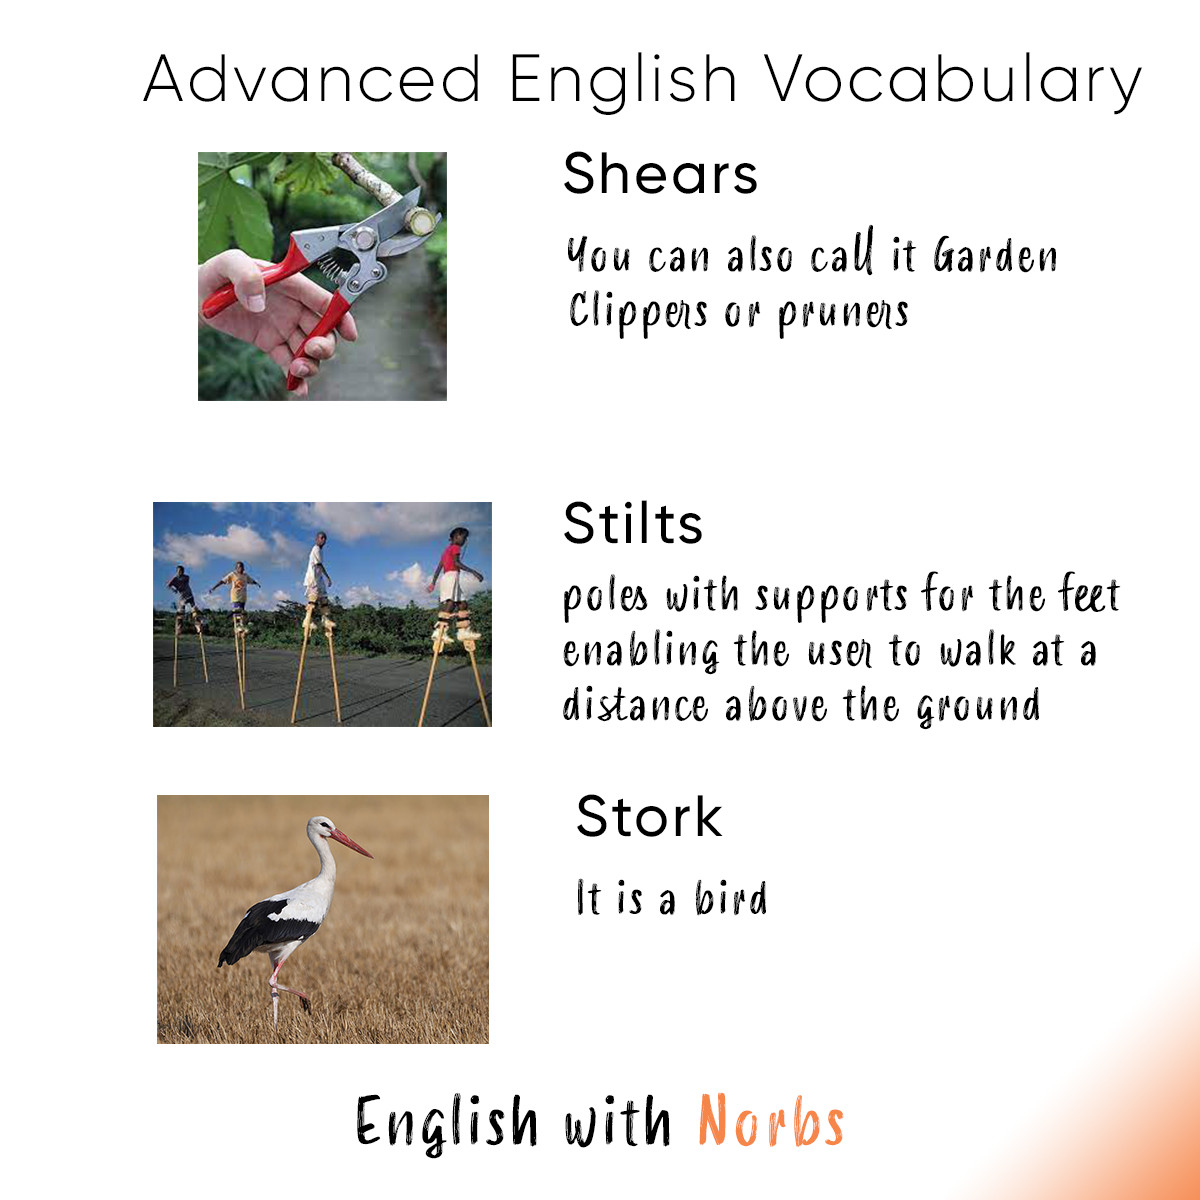 Advanced English Vocabulary
Shears
You can also call it Garden
Clippers or pruners
Stilts
poles with supports for the feet
enabling the user to walk at a
distance above the ground
Stork
It is a bird
English with Norbs